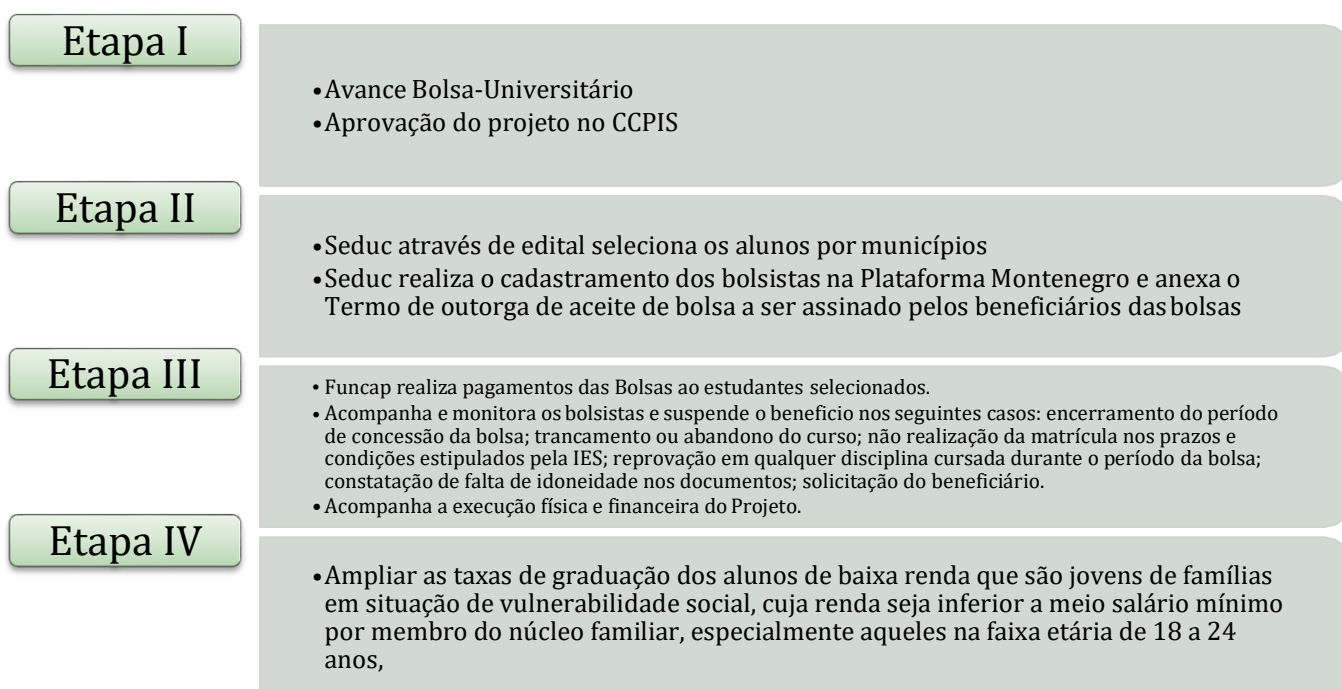 Etapa I
•Avance Bolsa-Universitário
•Aprovação do projeto no CCPIS
Etapa II
•Seduc através de edital seleciona os alunos por municípios
•Seduc realiza o cadastramento dos bolsistas na Plataforma Montenegro e anexa o
Termo de outorga de aceite de bolsa a ser assinado pelos beneficiários das bolsas
Etapa III
• Funcap realiza pagamentos das Bolsas ao estudantes selecionados.
• Acompanha e monitora os bolsistas e suspende o beneficio nos seguintes casos: encerramento do período
de concessão da bolsa; trancamento ou abandono do curso; não realização da matrícula nos prazos e
condições estipulados pela IES; reprovação em qualquer disciplina cursada durante o período da bolsa;
constatação de falta de idoneidade nos documentos; solicitação do beneficiário.
• Acompanha a execução física e financeira do Projeto.
Etapa IV
•Ampliar as taxas de graduação dos alunos de baixa renda que são jovens de famílias
em situação de vulnerabilidade social, cuja renda seja inferior a meio salário mínimo
por membro do núcleo familiar, especialmente aqueles na faixa etária de 18 a 24
anos,